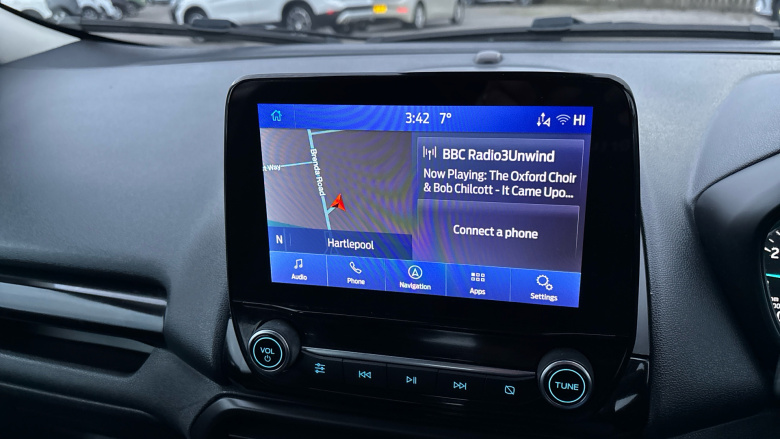 3:42 7° HI
t Way
Brenda Road
BBC Radio3Unwind
Now Playing: The Oxford Choir
& Bob Chilcott - It Came Upo...
Connect a phone
N Hartlepool
Audio Phone Navigation Apps Settings
VOL
TUNE